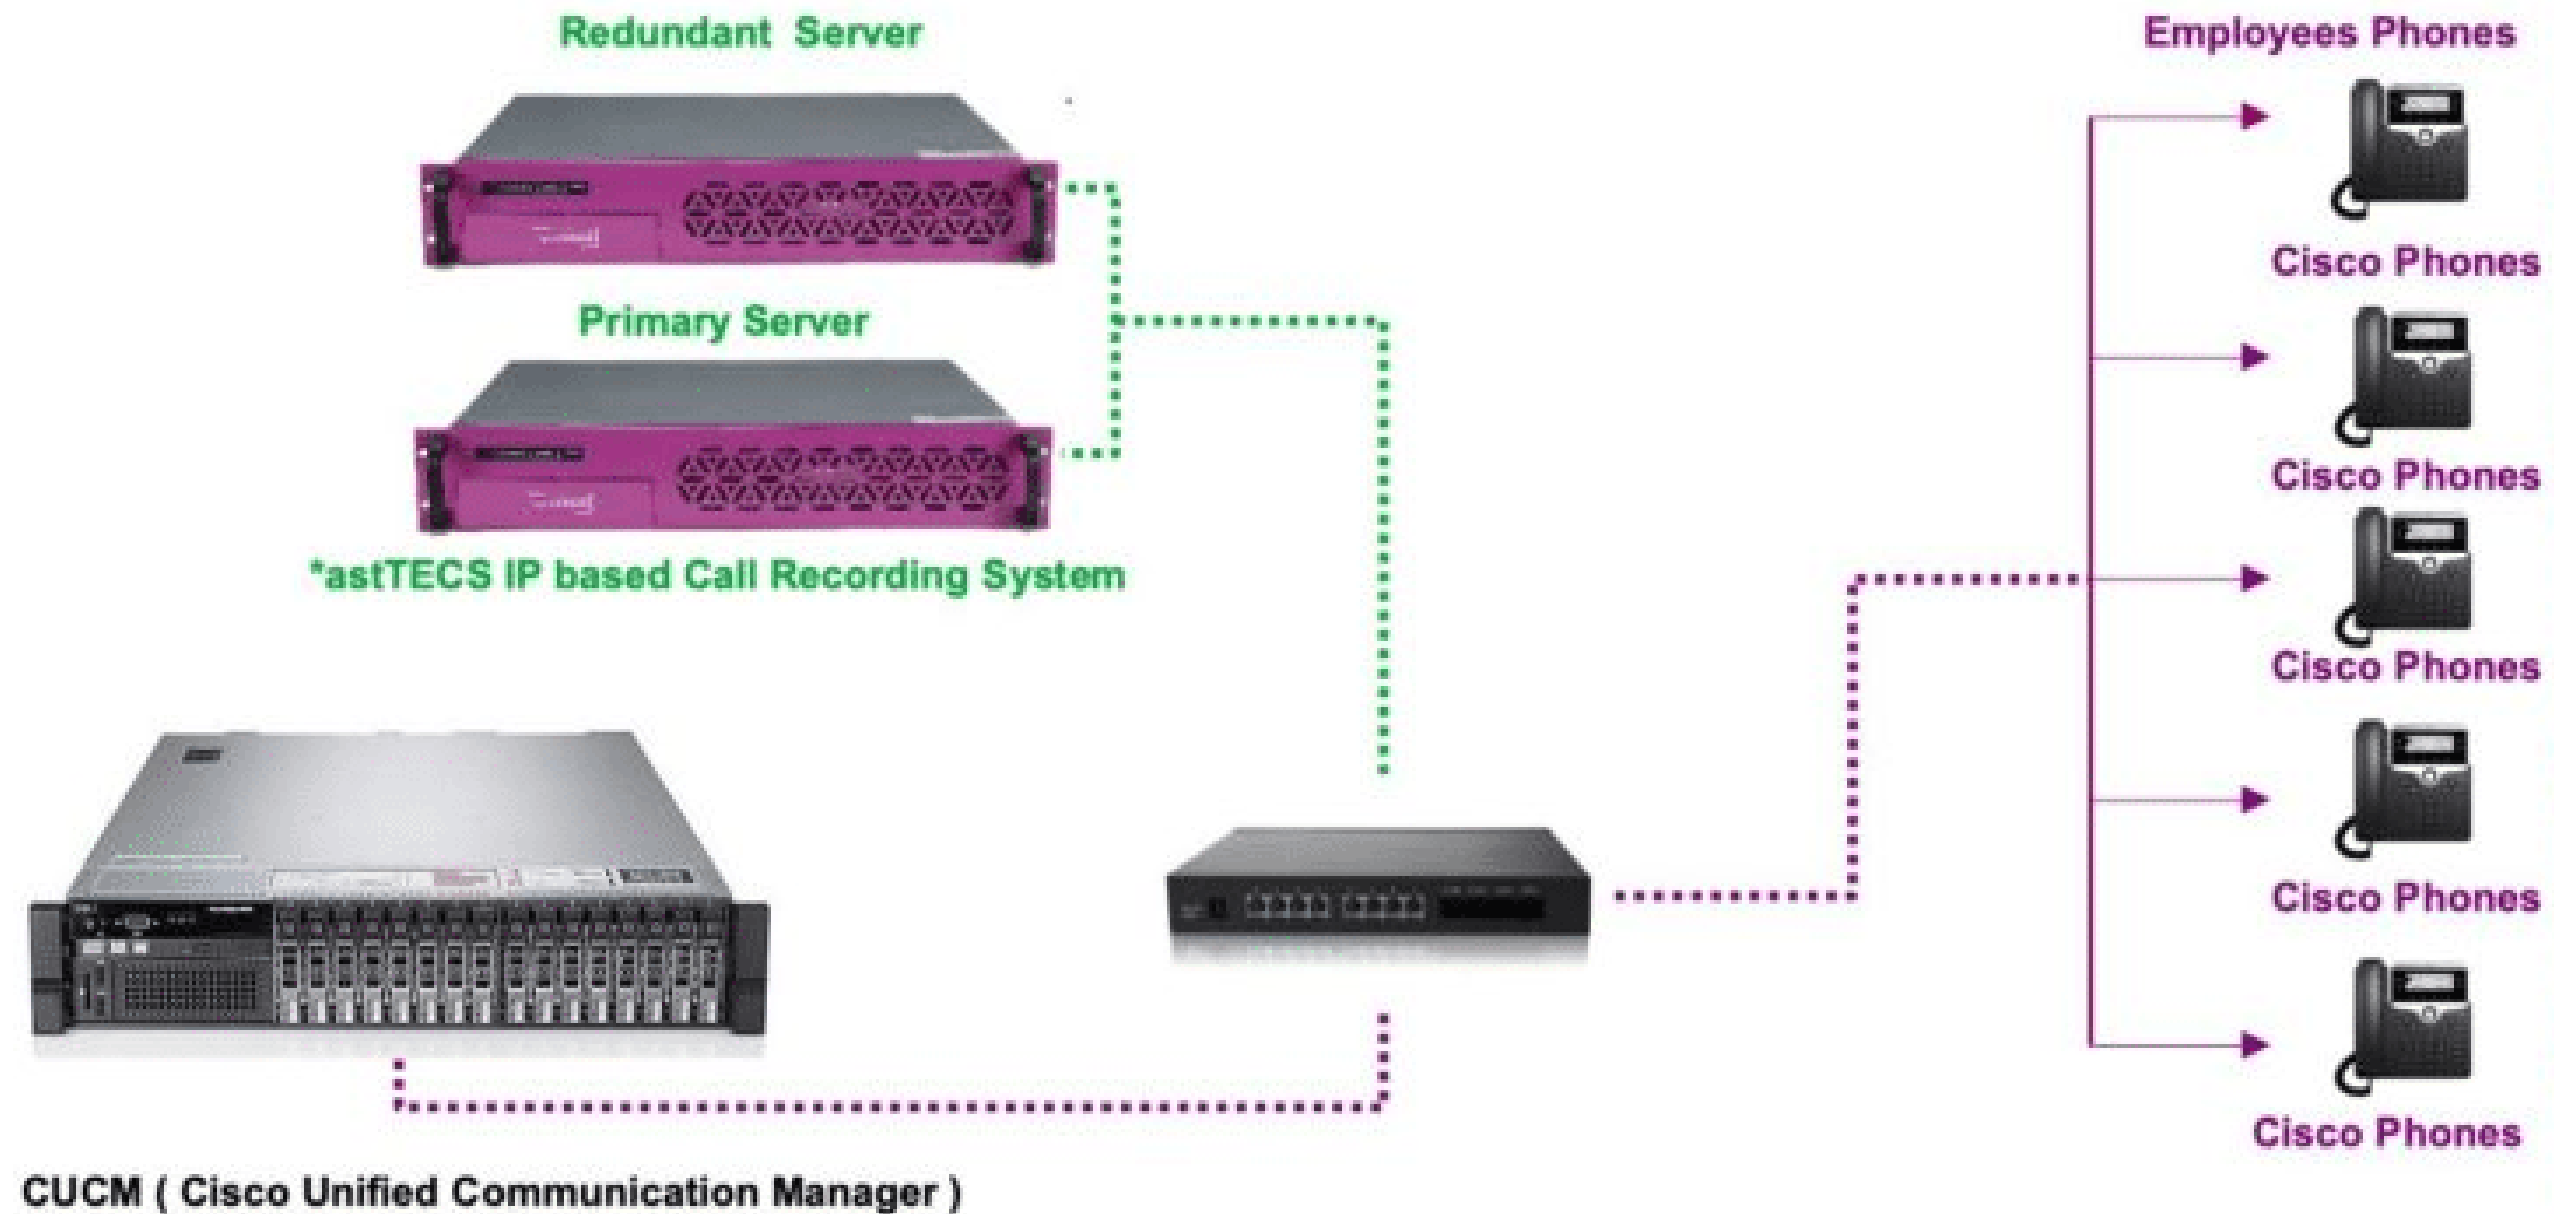 Redundant Server
Employees Phones
Cisco Phones
Primary Server
Cisco Phones
*astTECS IP based Call Recording System
Cisco Phones
Cisco Phones
Cisco Phones
CUCM ( Cisco Unified Communication Manager )